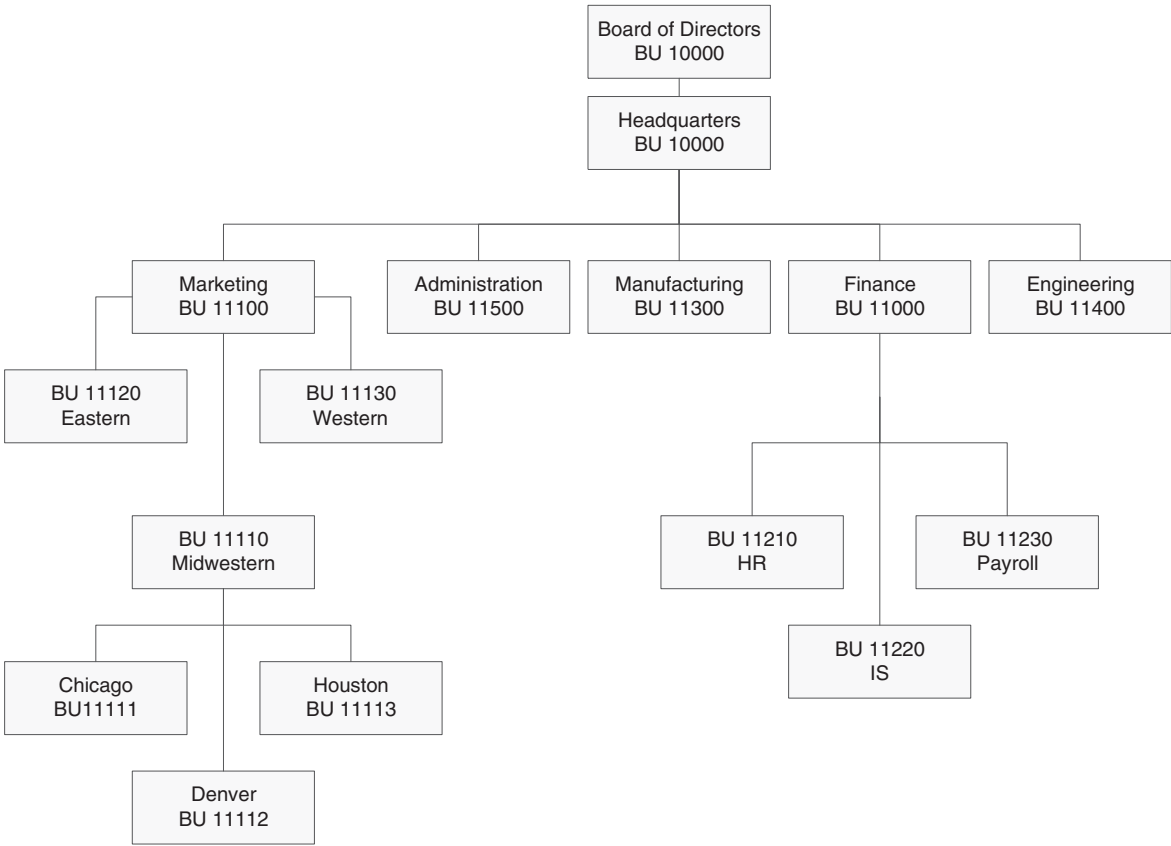 Board of Directors
BU 10000
Headquarters
BU 10000
Marketing
BU 11100
Administration
BU 11500
Manufacturing
BU 11300
Finance
BU 11000
Engineering
BU 11400
BU 11120
Eastern
BU 11130
Western
BU 11110
Midwestern
BU 11210
HR
BU 11230
Payroll
BU 11220
IS
Chicago
BU11111
Houston
BU 11113
Denver
BU 11112